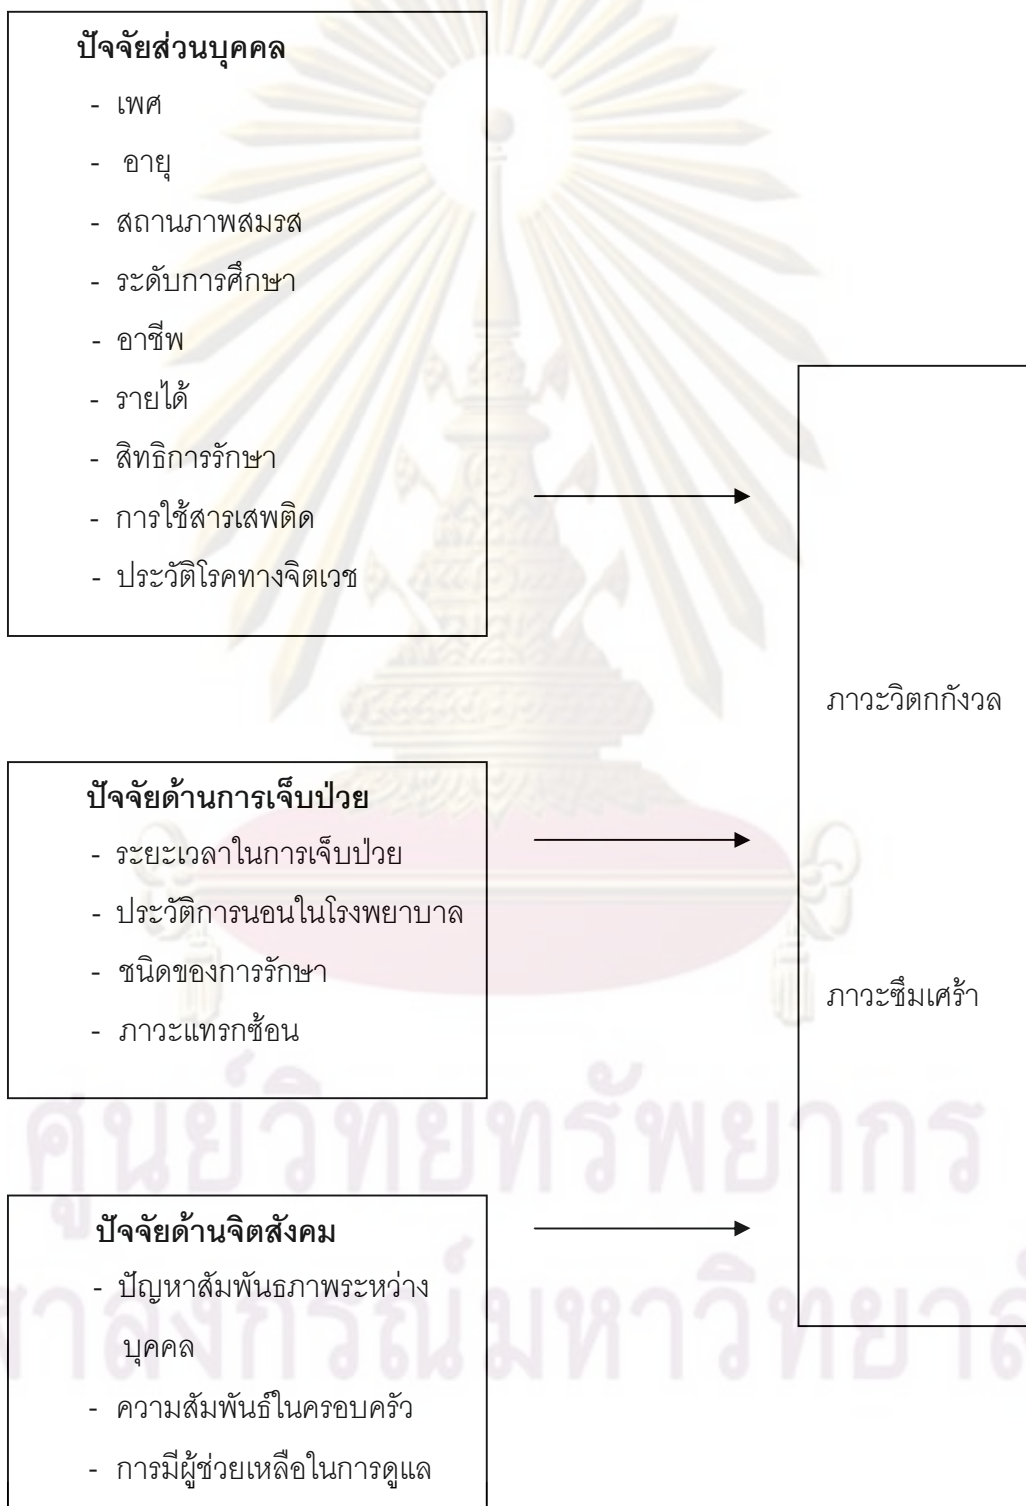 ปัจจัยส่วนบุคคล
- เพศ
- อายุ
- สถานภาพสมรส
- ระดับการศึกษา
- อาชีพ
- รายได้
- สิทธิการรักษา
- การใช้สารเสพติด
- ประวัติโรคทางจิตเวช
ปัจจัยด้านการเจ็บป่วย
- ระยะเวลาในการเจ็บป่วย
- ประวัติการนอนในโรงพยาบาล
- ชนิดของการรักษา
- ภาวะแทรกซ้อน
ปัจจัยด้านจิตสังคม
- ปัญหาสัมพันธภาพระหว่าง
บุคคล
- ความสัมพันธ์ในครอบครัว
- การมีผู้ช่วยเหลือในการดูแล
ภาวะวิตกกังวล
ภาวะซึมเศร้า
ศูนย์วิทยทรัพยากร